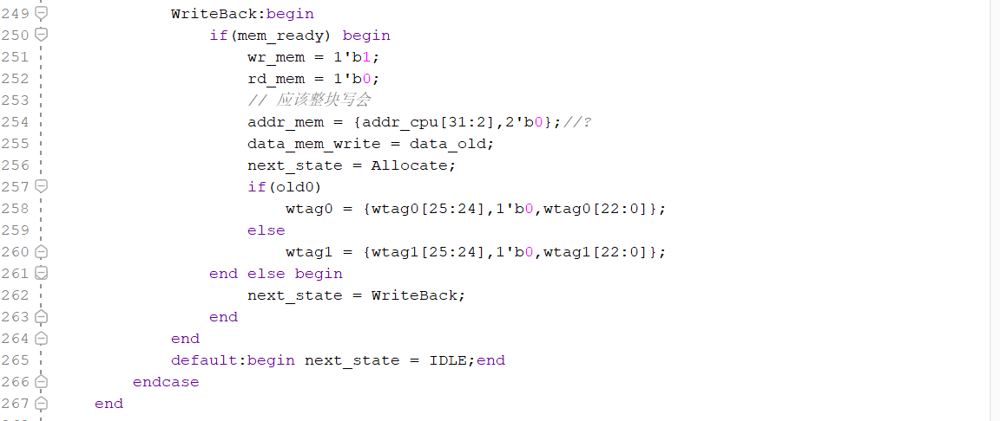 249 WriteBack:begin
250 if(mem_ready) begin
251 wr_mem = 1'b1;
252 rd_mem = 1'b0;
253 // 应该整块写会
254 addr_mem = {addr_cpu[31:2],2'b0};//?
255 data_mem_write = data_old;
256 next_state = Allocate;
257 if(old0)
258 wtag0 = {wtag0[25:24],1'b0,wtag0[22:0]};
259 else
260 wtag1 = {wtag1[25:24],1'b0,wtag1[22:0]};
261 end else begin
262 next_state = WriteBack;
263 end
264 end
265 default:begin next_state = IDLE;end
266 endcase
267 end